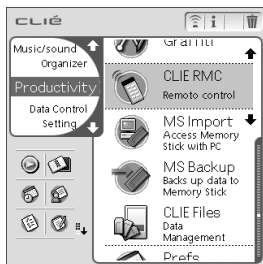 CLIÉ
i
Music/sound
Organizer
Productivity
Data Control
Setting
Graffiti
CLIE RMC
Remoto control
MS Import
Access Memory
Stick with PC
MS Backup
Backs up data to
Memory Stick
CLIE Files
Data
Management
Prefs